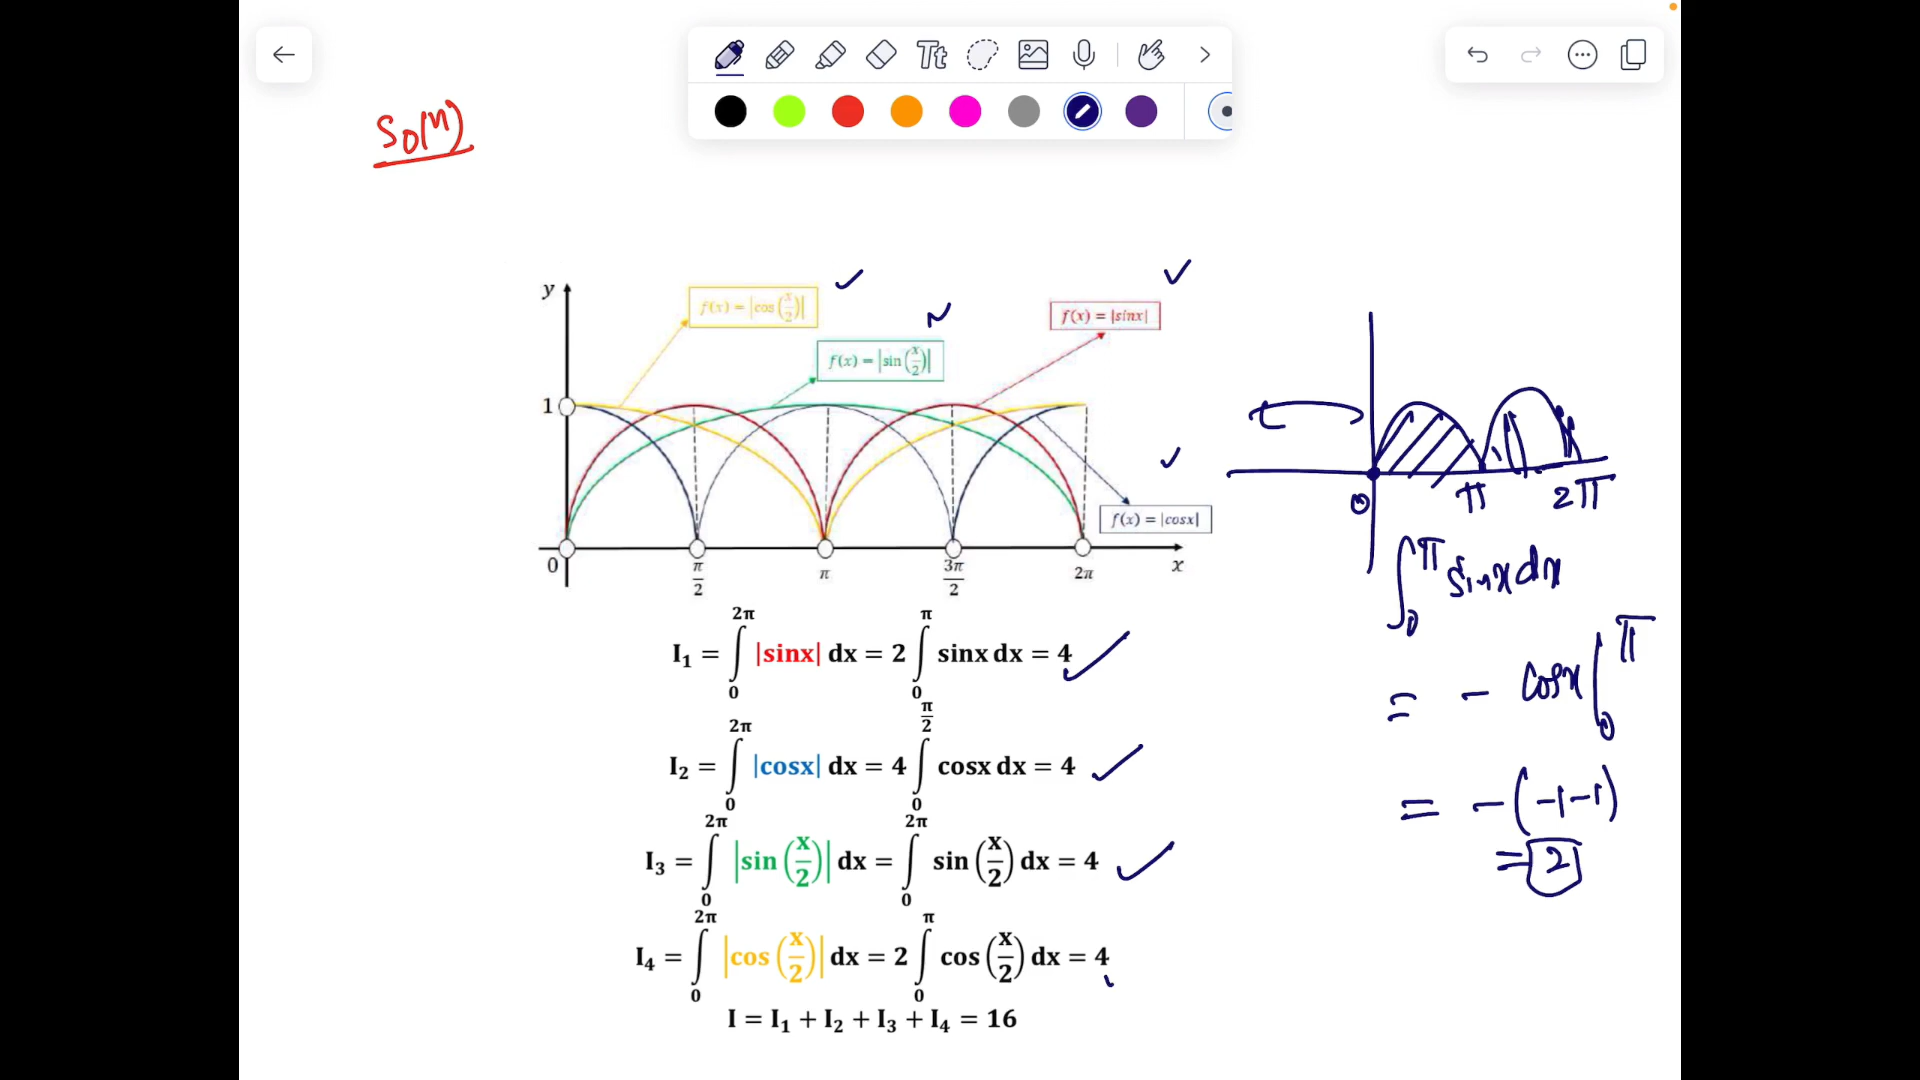 Tt
So(n)
y
f(x) = |cos (x/2)|
f(x) = |sinx|
f(x) = |sin (x/2)|
1
f(x) = |cosx|
0 π/2 π 3π/2 2π x
0 π 2π
∫₀^π sinx dx
= - cosx |₀^π
= -(-1-1)
= 2
I₁ = ∫₀^2π |sinx| dx = 2 ∫₀^π sinx dx = 4
I₂ = ∫₀^2π |cosx| dx = 4 ∫₀^π/2 cosx dx = 4
I₃ = ∫₀^2π |sin (x/2)| dx = ∫₀^2π sin (x/2) dx = 4
I₄ = ∫₀^2π |cos (x/2)| dx = 2 ∫₀^π cos (x/2) dx = 4
I = I₁ + I₂ + I₃ + I₄ = 16